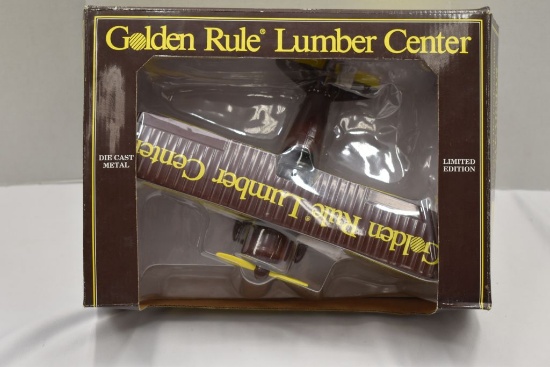 Golden Rule® Lumber Center
DIE CAST
METAL
LIMITED
EDITION
Golden Rule® Lumber Center